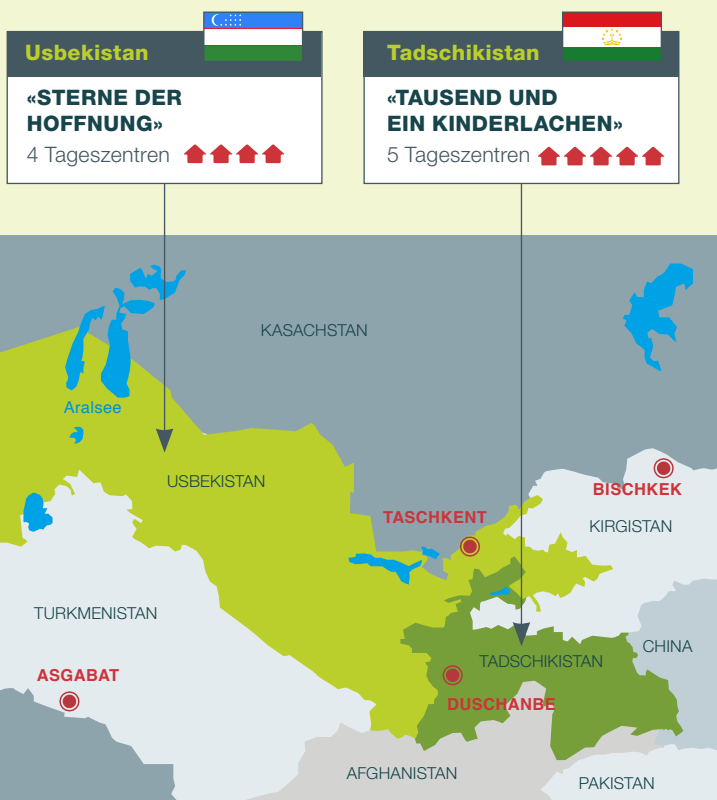 Usbekistan
«STERNE DER
HOFFNUNG»
4 Tageszentren
Tadschikistan
«TAUSEND UND
EIN KINDERLACHEN»
5 Tageszentren
KASACHSTAN
Aralsee
USBEKISTAN
TASCHKENT
BISCHKEK
KIRGISTAN
TURKMENISTAN
ASGABAT
CHINA
TADSCHIKISTAN
DUSCHANBE
AFGHANISTAN
PAKISTAN